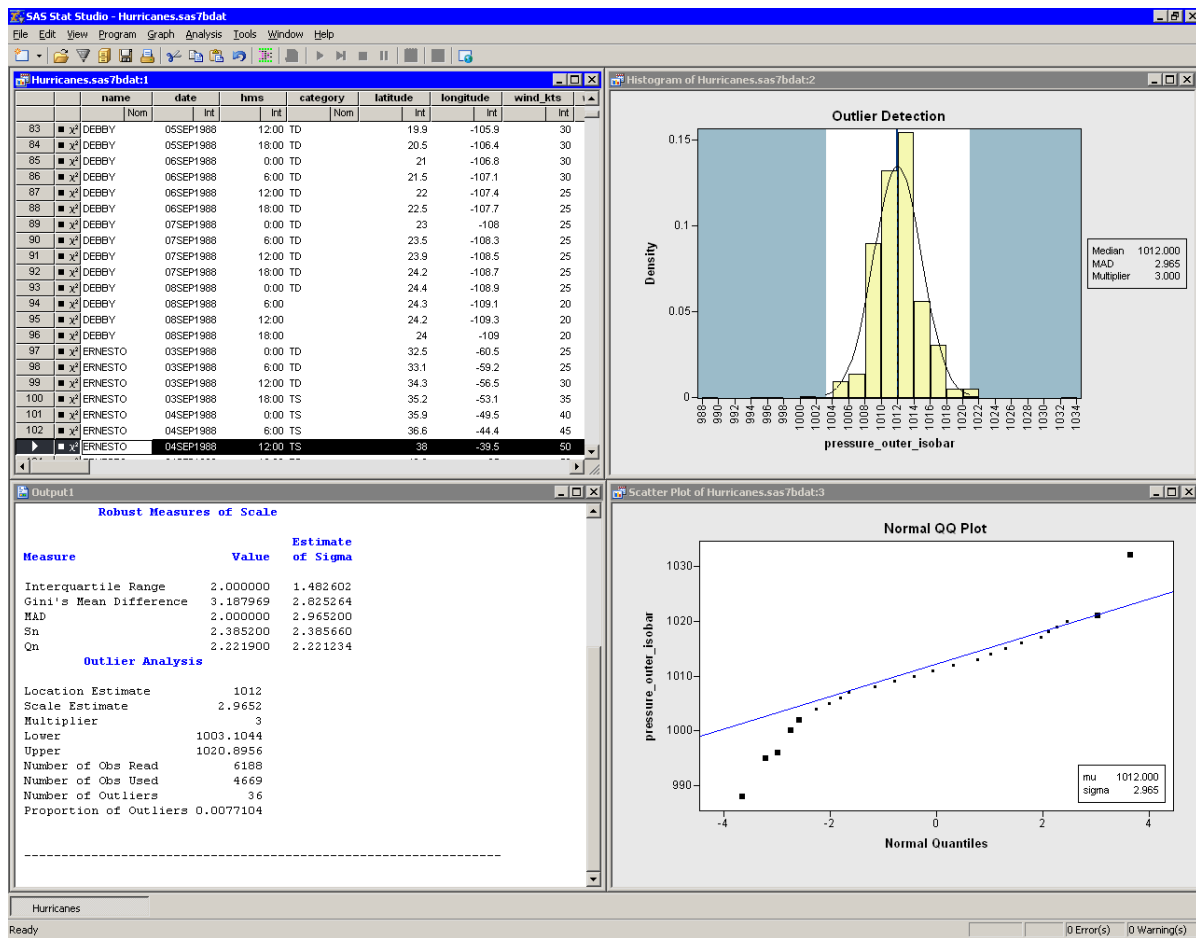 SAS Stat Studio - Hurricanes.sas7bdat
File Edit View Program Graph Analysis Tools Window Help
Hurricanes.sas7bdat:1
name date hms category latitude longitude wind_kts
Nom Int Int Nom Int Int Int
83 χ² DEBBY 05SEP1988 12:00 TD 19.9 -105.9 30
84 χ² DEBBY 05SEP1988 18:00 TD 20.5 -106.4 30
85 χ² DEBBY 06SEP1988 0:00 TD 21 -106.8 30
86 χ² DEBBY 06SEP1988 6:00 TD 21.5 -107.1 30
87 χ² DEBBY 06SEP1988 12:00 TD 22 -107.4 25
88 χ² DEBBY 06SEP1988 18:00 TD 22.5 -107.7 25
89 χ² DEBBY 07SEP1988 0:00 TD 23 -108 25
90 χ² DEBBY 07SEP1988 6:00 TD 23.5 -108.3 25
91 χ² DEBBY 07SEP1988 12:00 TD 23.9 -108.5 25
92 χ² DEBBY 07SEP1988 18:00 TD 24.2 -108.7 25
93 χ² DEBBY 08SEP1988 0:00 TD 24.4 -108.9 25
94 χ² DEBBY 08SEP1988 6:00 24.3 -109.1 20
95 χ² DEBBY 08SEP1988 12:00 24.2 -109.3 20
96 χ² DEBBY 08SEP1988 18:00 24 -109 20
97 χ² ERNESTO 03SEP1988 0:00 TD 32.5 -60.5 25
98 χ² ERNESTO 03SEP1988 6:00 TD 33.1 -59.2 25
99 χ² ERNESTO 03SEP1988 12:00 TD 34.3 -56.5 30
100 χ² ERNESTO 03SEP1988 18:00 TS 35.2 -53.1 35
101 χ² ERNESTO 04SEP1988 0:00 TS 35.9 -49.5 40
102 χ² ERNESTO 04SEP1988 6:00 TS 36.6 -44.4 45
χ² ERNESTO 04SEP1988 12:00 TS 38 -39.5 50
Histogram of Hurricanes.sas7bdat:2
Outlier Detection
0.15
0.1
0.05
0
Density
988 990 992 994 996 998 1000 1002 1004 1006 1008 1010 1012 1014 1016 1018 1020 1022 1024 1026 1028 1030 1032 1034
pressure_outer_isobar
Median 1012.000
MAD 2.965
Multiplier 3.000
Output1
Robust Measures of Scale
Estimate
Measure Value of Sigma
Interquartile Range 2.000000 1.482602
Gini's Mean Difference 3.187969 2.825264
MAD 2.000000 2.965200
Sn 2.385200 2.385660
Qn 2.221900 2.221234
Outlier Analysis
Location Estimate 1012
Scale Estimate 2.9652
Multiplier 3
Lower 1003.1044
Upper 1020.8956
Number of Obs Read 6188
Number of Obs Used 4669
Number of Outliers 36
Proportion of Outliers 0.0077104
Scatter Plot of Hurricanes.sas7bdat:3
Normal QQ Plot
1030
1020
1010
1000
990
pressure_outer_isobar
-4 -2 0 2 4
Normal Quantiles
mu 1012.000
sigma 2.965
Hurricanes
Ready
0 Error(s) 0 Warning(s)